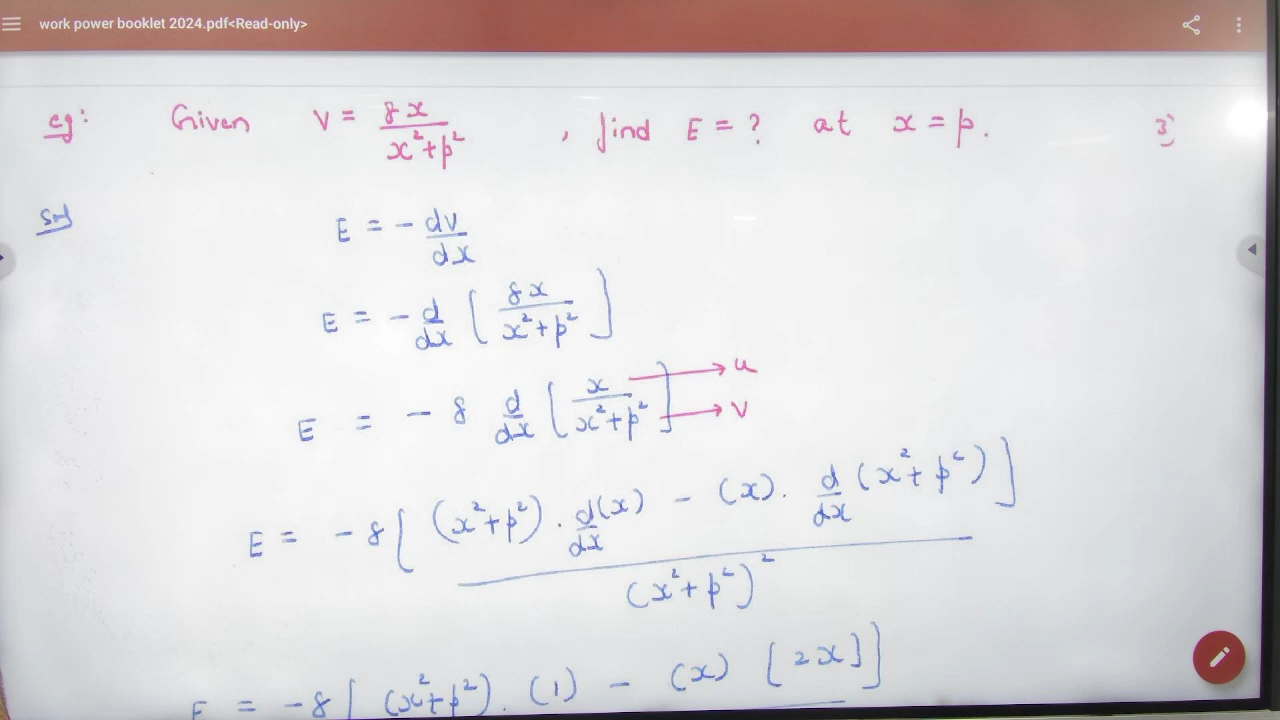 work power booklet 2024.pdf<Read-only>
eg: Given V = 8x / (x² + p²) , find E = ? at x = p. 3)
Sol
E = - dV/dx
E = - d/dx [ 8x / (x² + p²) ]
E = - 8 d/dx [ x / (x² + p²) ] → u → v
E = - 8 [ (x² + p²) . d/dx (x) - (x) . d/dx (x² + p²) ] / (x² + p²)²
E = - 8 [ (x² + p²) . (1) - (x) [2x] ]